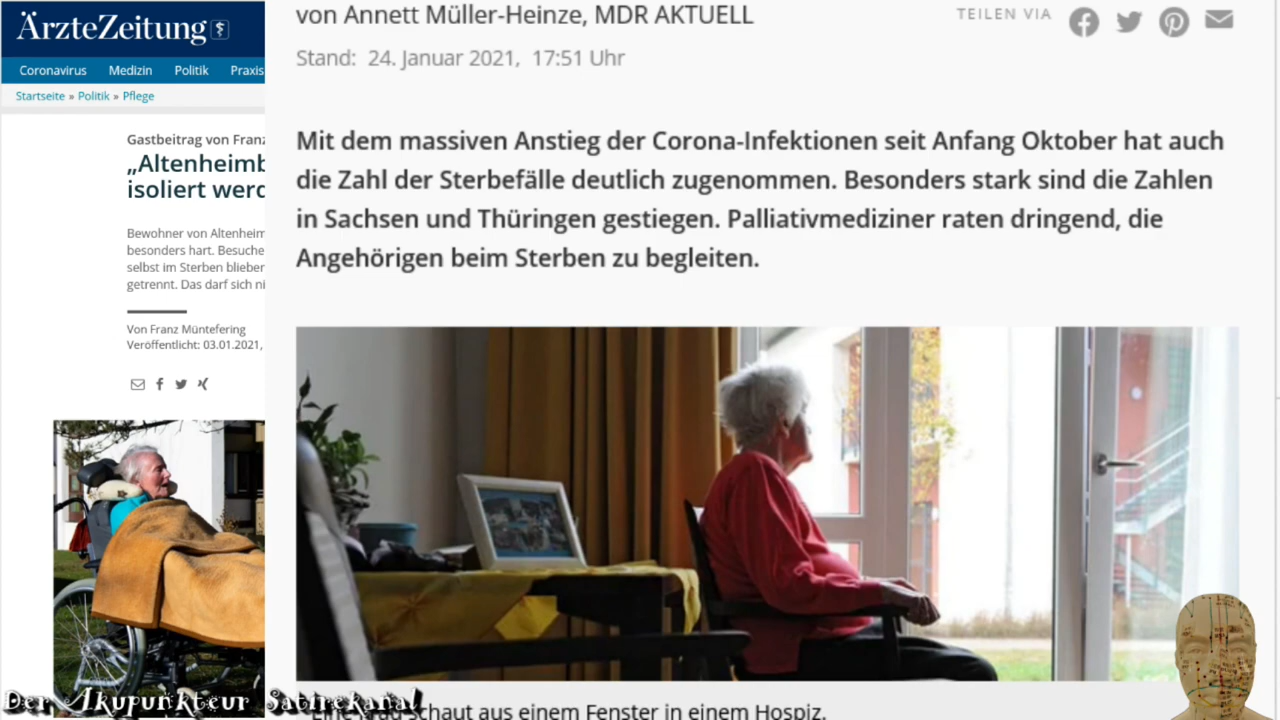 ÄrzteZeitung
Coronavirus Medizin Politik Praxis
Startseite » Politik » Pflege
Gastbeitrag von Franz
„Altenheimb
isoliert werd
Bewohner von Altenheim
besonders hart. Besuche
selbst im Sterben blieben
getrennt. Das darf sich ni
Von Franz Müntefering
Veröffentlicht: 03.01.2021,
von Annett Müller-Heinze, MDR AKTUELL
TEILEN VIA
Stand: 24. Januar 2021, 17:51 Uhr
Mit dem massiven Anstieg der Corona-Infektionen seit Anfang Oktober hat auch
die Zahl der Sterbefälle deutlich zugenommen. Besonders stark sind die Zahlen
in Sachsen und Thüringen gestiegen. Palliativmediziner raten dringend, die
Angehörigen beim Sterben zu begleiten.
Eine Frau schaut aus einem Fenster in einem Hospiz.
Der Akupunkteur Satirekanal